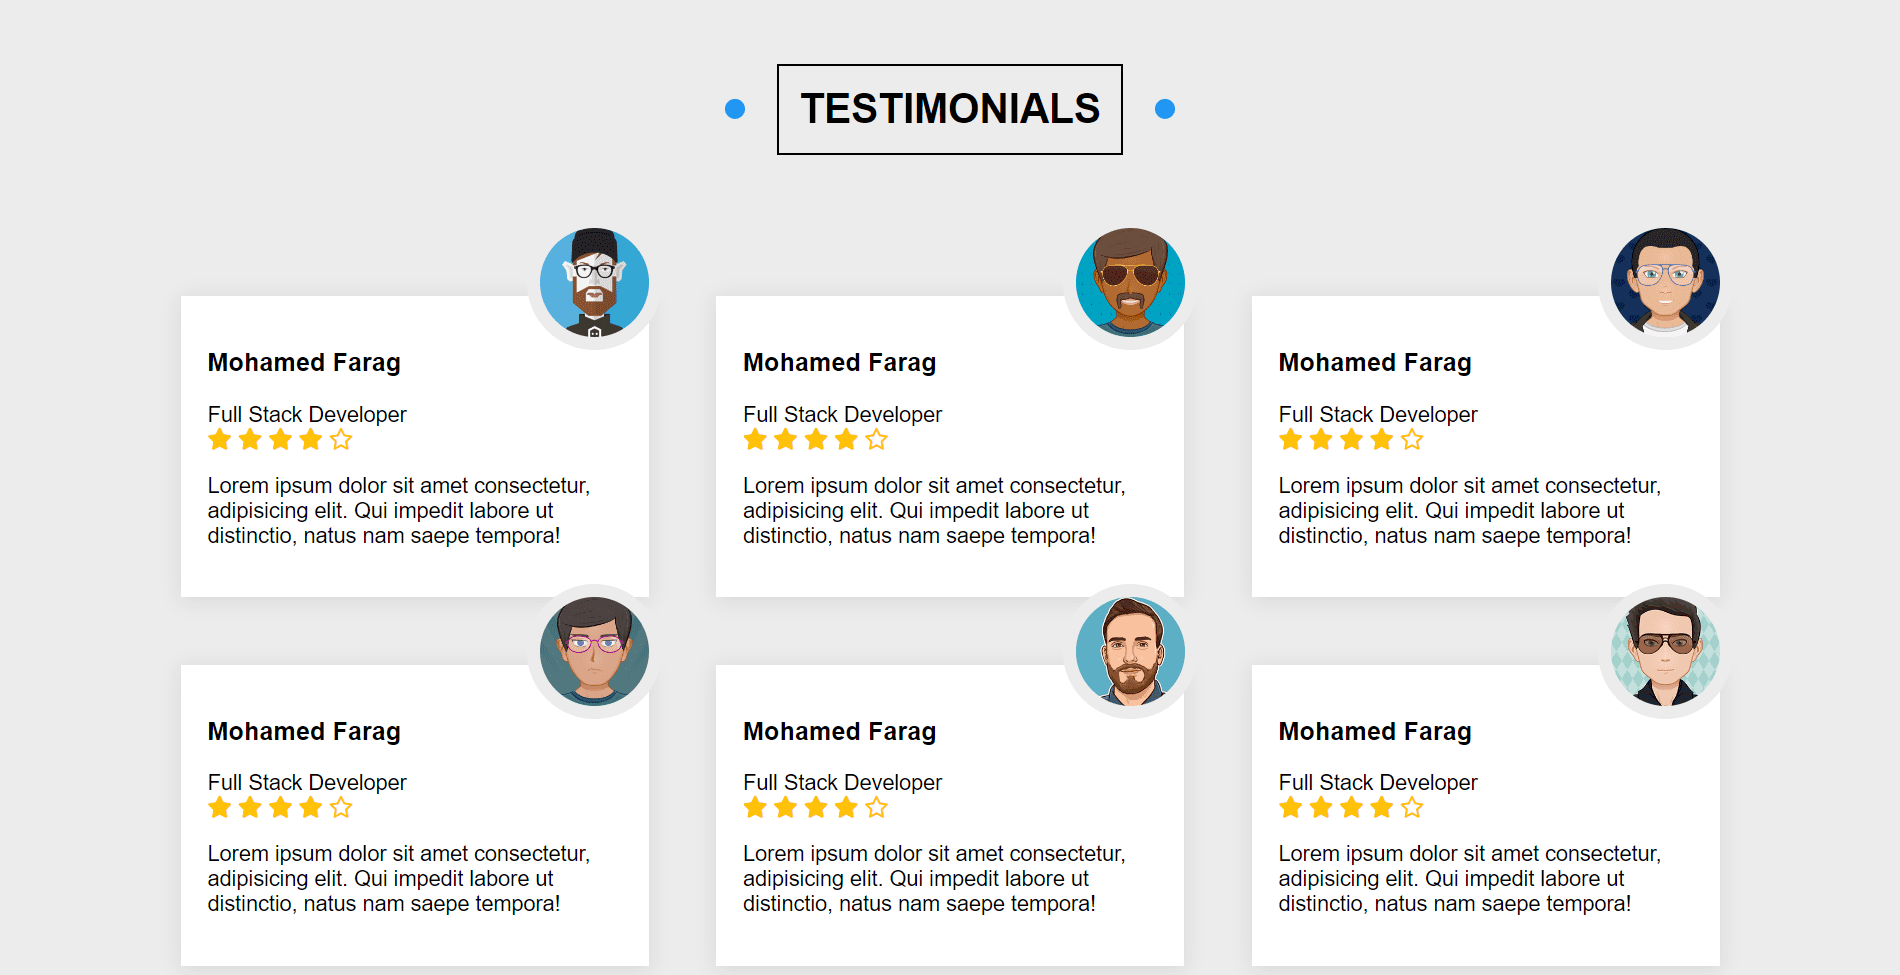 TESTIMONIALS
Mohamed Farag
Full Stack Developer
Lorem ipsum dolor sit amet consectetur,
adipisicing elit. Qui impedit labore ut
distinctio, natus nam saepe tempora!
Mohamed Farag
Full Stack Developer
Lorem ipsum dolor sit amet consectetur,
adipisicing elit. Qui impedit labore ut
distinctio, natus nam saepe tempora!
Mohamed Farag
Full Stack Developer
Lorem ipsum dolor sit amet consectetur,
adipisicing elit. Qui impedit labore ut
distinctio, natus nam saepe tempora!
Mohamed Farag
Full Stack Developer
Lorem ipsum dolor sit amet consectetur,
adipisicing elit. Qui impedit labore ut
distinctio, natus nam saepe tempora!
Mohamed Farag
Full Stack Developer
Lorem ipsum dolor sit amet consectetur,
adipisicing elit. Qui impedit labore ut
distinctio, natus nam saepe tempora!
Mohamed Farag
Full Stack Developer
Lorem ipsum dolor sit amet consectetur,
adipisicing elit. Qui impedit labore ut
distinctio, natus nam saepe tempora!